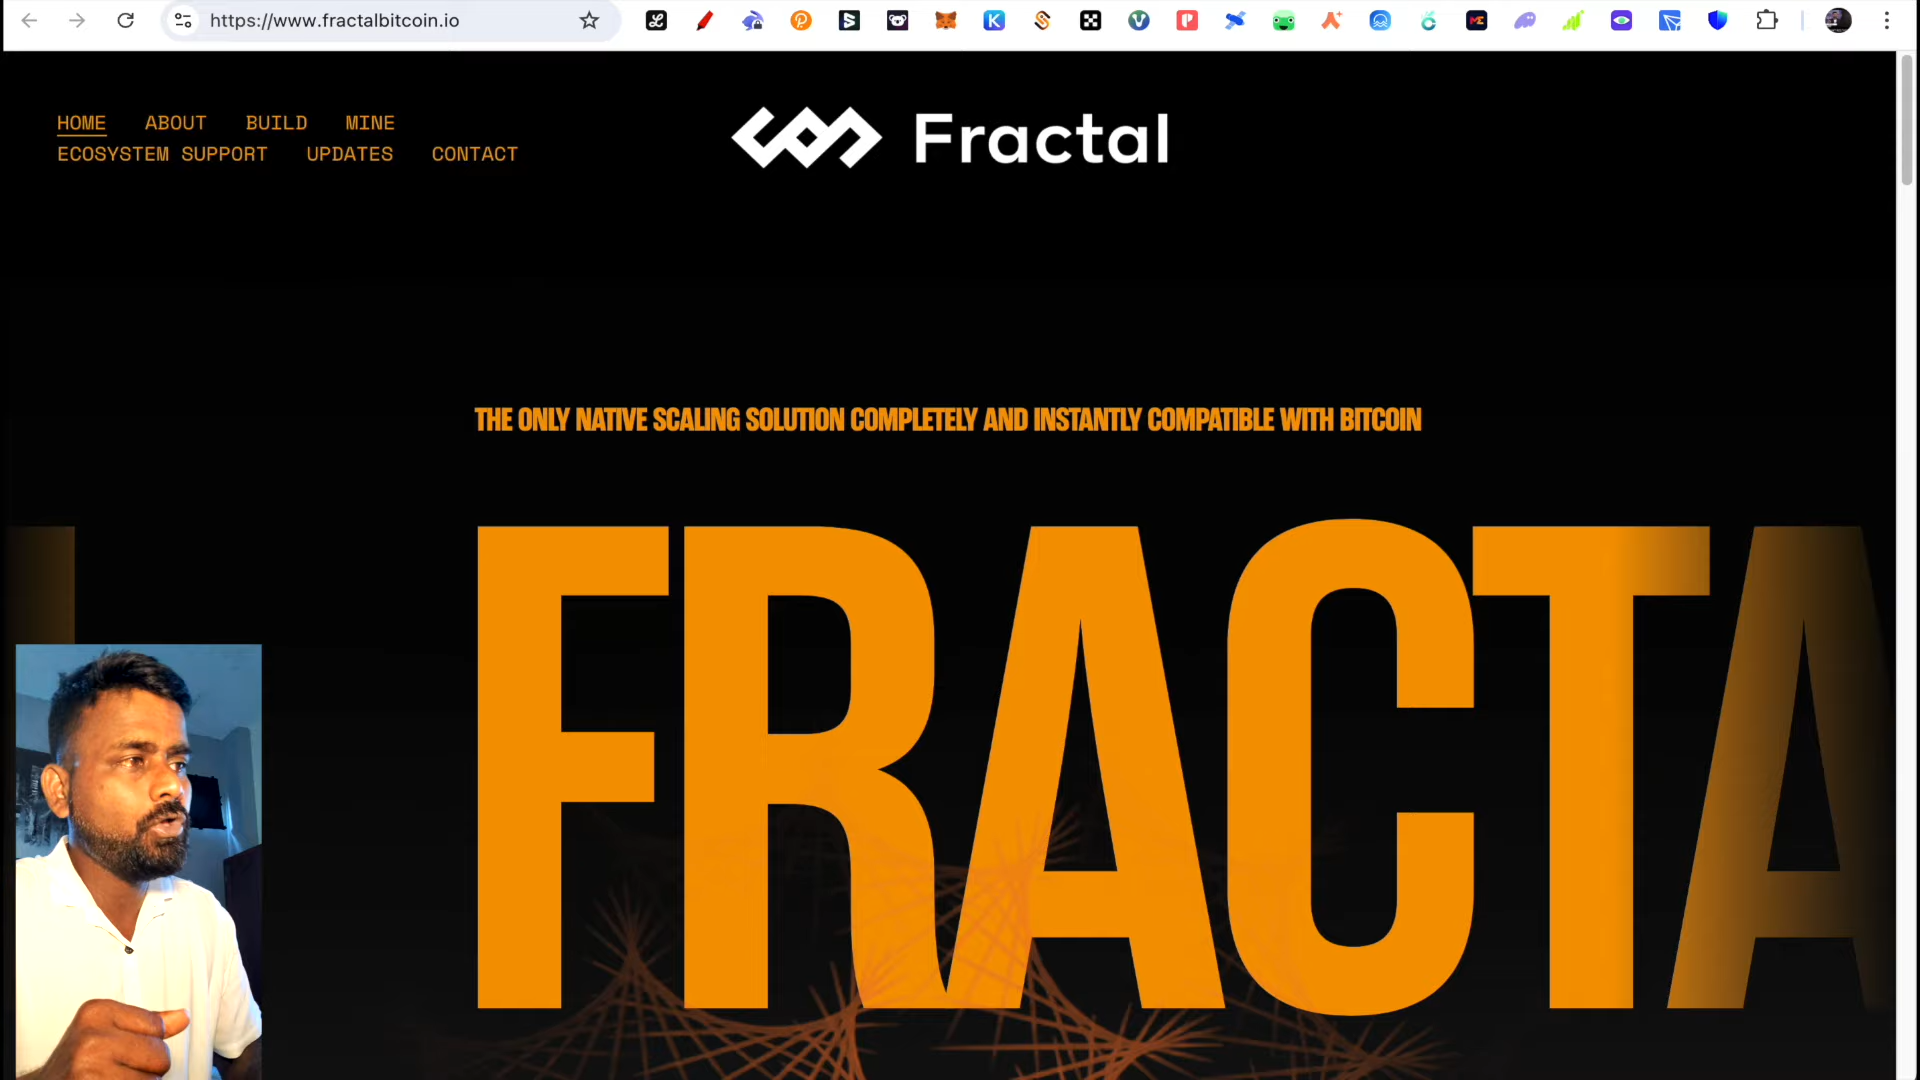 https://www.fractalbitcoin.io
HOME ABOUT BUILD MINE
ECOSYSTEM SUPPORT UPDATES CONTACT
Fractal
THE ONLY NATIVE SCALING SOLUTION COMPLETELY AND INSTANTLY COMPATIBLE WITH BITCOIN
FRACTA